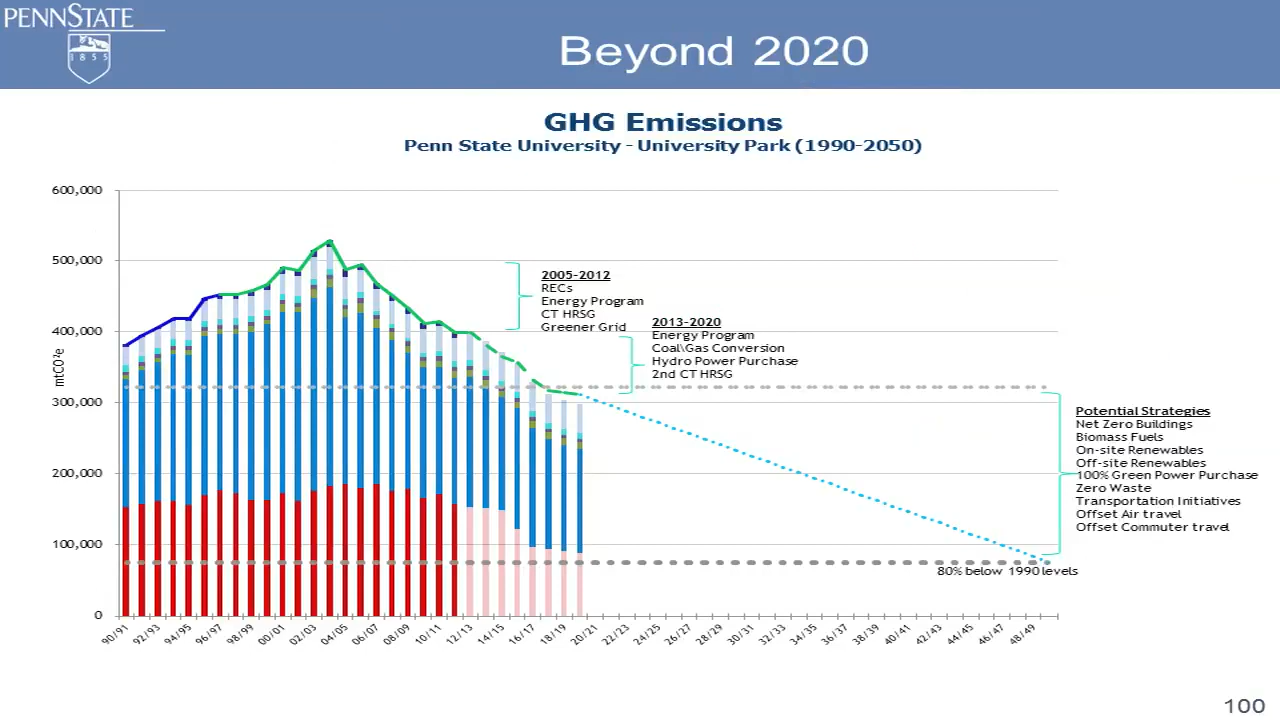 PENNSTATE
1855
Beyond 2020
GHG Emissions
Penn State University - University Park (1990-2050)
600,000
500,000
400,000
300,000
200,000
100,000
0
mtCO²e
2005-2012
RECs
Energy Program
CT HRSG
Greener Grid
2013-2020
Energy Program
Coal\Gas Conversion
Hydro Power Purchase
2nd CT HRSG
Potential Strategies
Net Zero Buildings
Biomass Fuels
On-site Renewables
Off-site Renewables
100% Green Power Purchase
Zero Waste
Transportation Initiatives
Offset Air travel
Offset Commuter travel
80% below 1990 levels
90/91 92/93 94/95 96/97 98/99 00/01 02/03 04/05 06/07 08/09 10/11 12/13 14/15 16/17 18/19 20/21 22/23 24/25 26/27 28/29 30/31 32/33 34/35 36/37 38/39 40/41 42/43 44/45 46/47 48/49
100